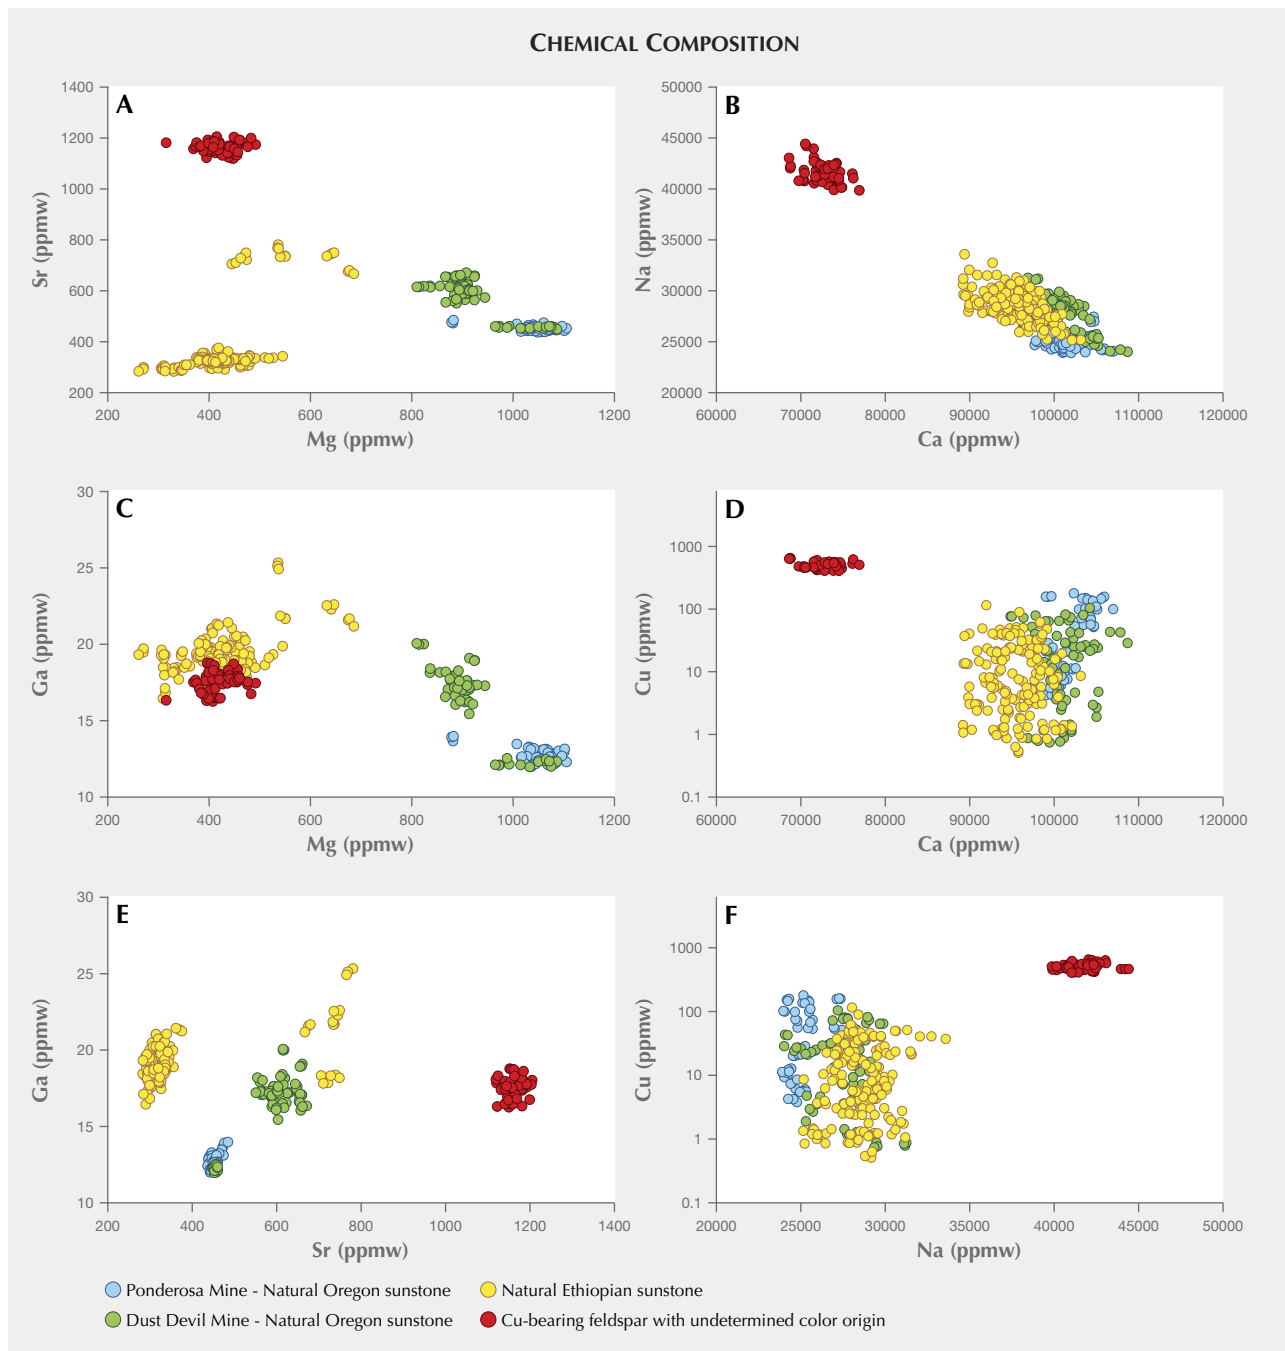 CHEMICAL COMPOSITION
A
1400
1200
1000
800
600
400
200
Sr (ppmw)
200 400 600 800 1000 1200
Mg (ppmw)
B
50000
45000
40000
35000
30000
25000
20000
Na (ppmw)
60000 70000 80000 90000 100000 110000 120000
Ca (ppmw)
C
30
25
20
15
10
Ga (ppmw)
200 400 600 800 1000 1200
Mg (ppmw)
D
1000
100
10
1
0.1
Cu (ppmw)
60000 70000 80000 90000 100000 110000 120000
Ca (ppmw)
E
30
25
20
15
10
Ga (ppmw)
200 400 600 800 1000 1200 1400
Sr (ppmw)
F
1000
100
10
1
0.1
Cu (ppmw)
20000 25000 30000 35000 40000 45000 50000
Na (ppmw)
Ponderosa Mine - Natural Oregon sunstone
Natural Ethiopian sunstone
Dust Devil Mine - Natural Oregon sunstone
Cu-bearing feldspar with undetermined color origin